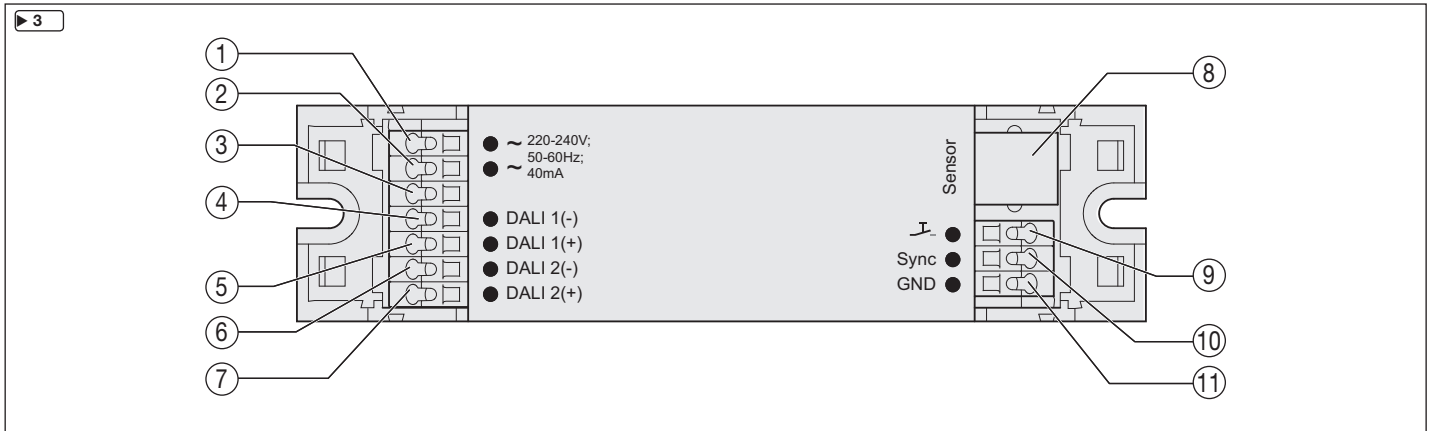 ▶ 3
1
2
3
4
5
6
7
8
9
10
11
~ 220-240V;
~ 50-60Hz;
40mA
DALI 1(-)
DALI 1(+)
DALI 2(-)
DALI 2(+)
Sensor
Sync
GND